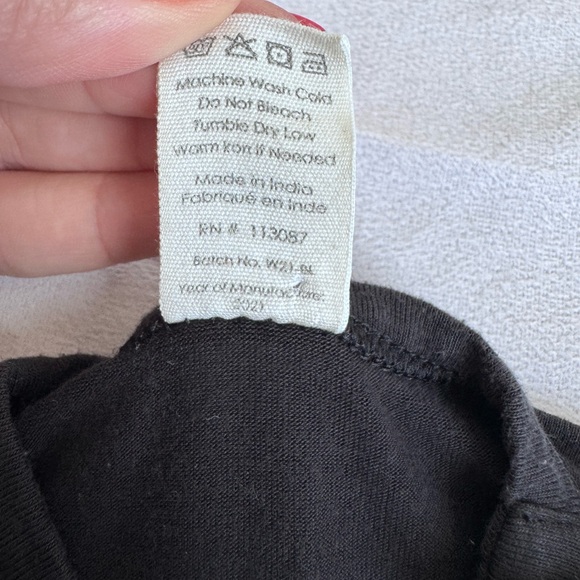 Machine Wash Cold
Do Not Bleach
Tumble Dry Low
Warm Iron if Needed
Made in India
Fabriqué en Inde
RN # 113087
Batch No. W21-BL
Year of Manufacture:
2021